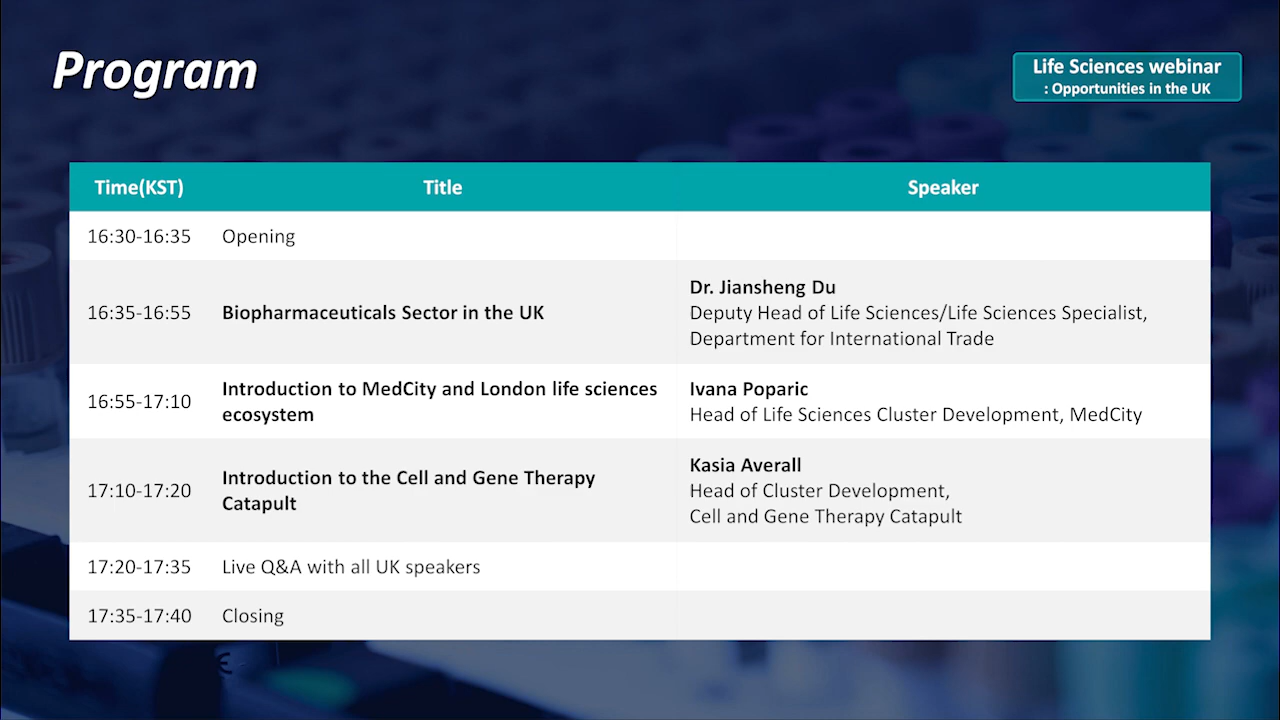 Program
Life Sciences webinar
: Opportunities in the UK
Time(KST) Title Speaker
16:30-16:35 Opening
16:35-16:55 Biopharmaceuticals Sector in the UK
Dr. Jiansheng Du
Deputy Head of Life Sciences/Life Sciences Specialist,
Department for International Trade
16:55-17:10
Introduction to MedCity and London life sciences
ecosystem
Ivana Poparic
Head of Life Sciences Cluster Development, MedCity
17:10-17:20
Introduction to the Cell and Gene Therapy
Catapult
Kasia Averall
Head of Cluster Development,
Cell and Gene Therapy Catapult
17:20-17:35 Live Q&A with all UK speakers
17:35-17:40 Closing